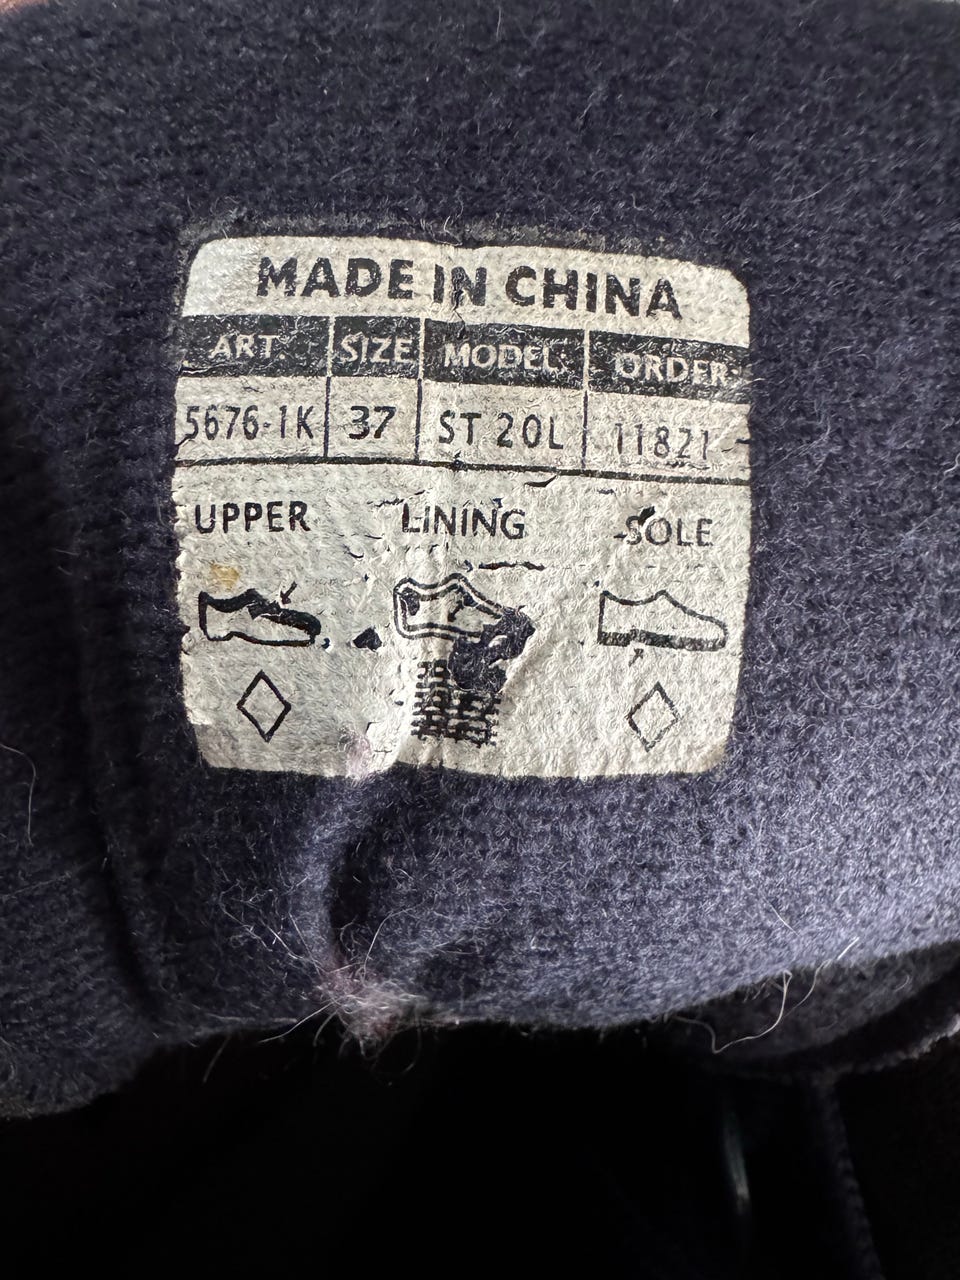 MADE IN CHINA
ART. SIZE MODEL: ORDER:
5676-1K 37 ST 20L 11821
UPPER LINING SOLE